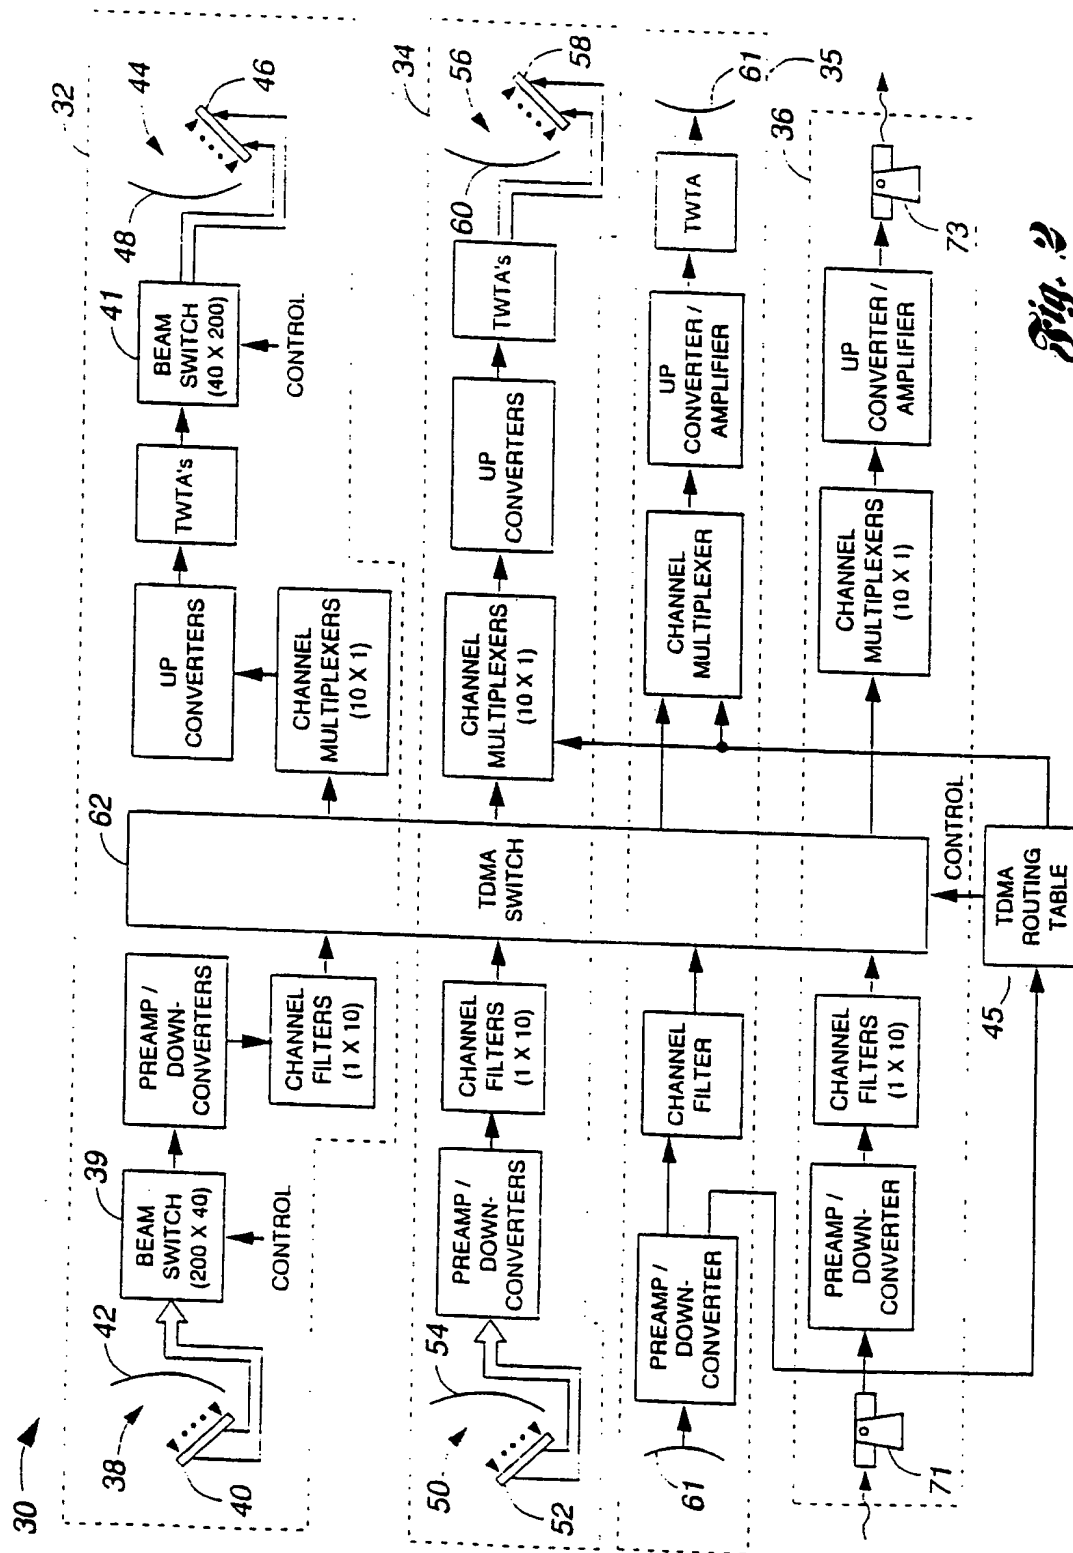 30
38
40
42
BEAM
SWITCH
(200 X 40)
39
CONTROL
PREAMP /
DOWN-
CONVERTERS
CHANNEL
FILTERS
(1 X 10)
62
TDMA
SWITCH
CHANNEL
MULTIPLEXERS
(10 X 1)
UP
CONVERTERS
TWTA's
BEAM
SWITCH
(40 X 200)
41
CONTROL
48
44
46
32
50
52
54
PREAMP /
DOWN-
CONVERTERS
CHANNEL
FILTERS
(1 X 10)
CHANNEL
MULTIPLEXERS
(10 X 1)
UP
CONVERTERS
TWTA's
60
56
58
34
61
PREAMP /
DOWN-
CONVERTER
CHANNEL
FILTER
CHANNEL
MULTIPLEXER
UP
CONVERTER /
AMPLIFIER
TWTA
61
35
71
PREAMP /
DOWN-
CONVERTER
CHANNEL
FILTERS
(1 X 10)
CHANNEL
MULTIPLEXERS
(10 X 1)
UP
CONVERTER /
AMPLIFIER
73
36
CONTROL
45
TDMA
ROUTING
TABLE
Fig. 2